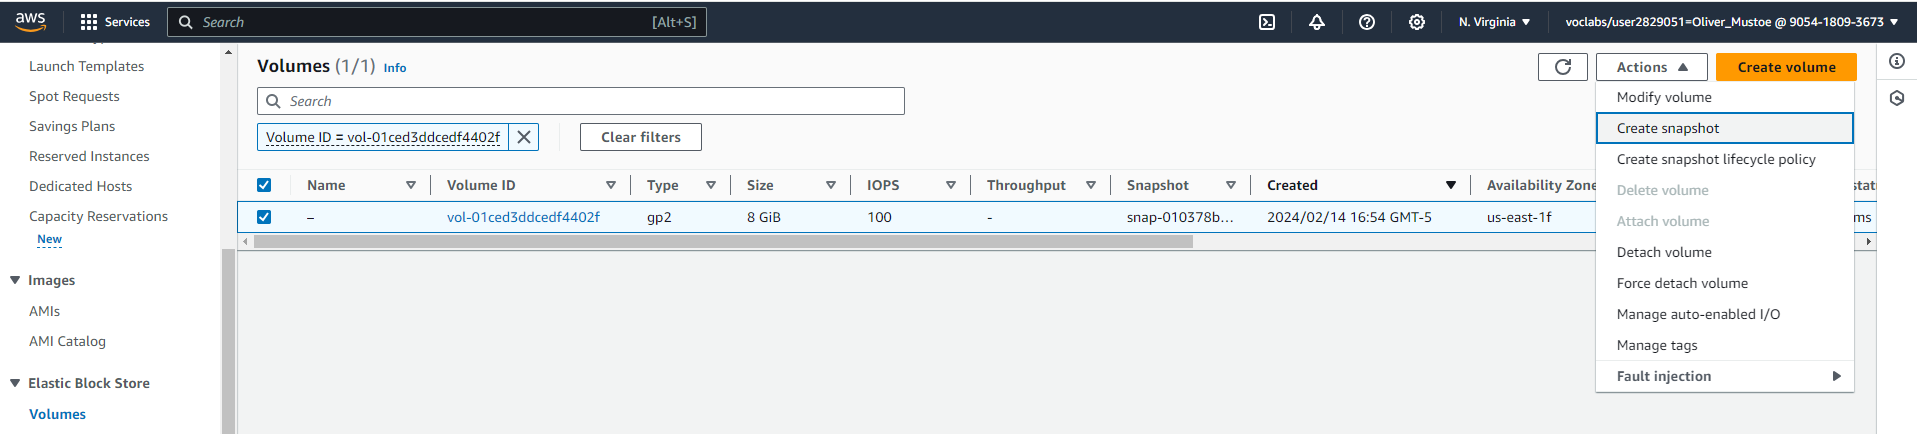 aws Services Search [Alt+S] N. Virginia voclabs/user2829051=Oliver_Mustoe @ 9054-1809-3673
Launch Templates
Spot Requests
Savings Plans
Reserved Instances
Dedicated Hosts
Capacity Reservations
New
Images
AMIs
AMI Catalog
Elastic Block Store
Volumes
Volumes (1/1) Info
Actions
Create volume
Search
Volume ID = vol-01ced3ddcedf4402f
Clear filters
Name Volume ID Type Size IOPS Throughput Snapshot Created Availability Zone
– vol-01ced3ddcedf4402f gp2 8 GiB 100 - snap-010378b... 2024/02/14 16:54 GMT-5 us-east-1f
Modify volume
Create snapshot
Create snapshot lifecycle policy
Delete volume
Attach volume
Detach volume
Force detach volume
Manage auto-enabled I/O
Manage tags
Fault injection